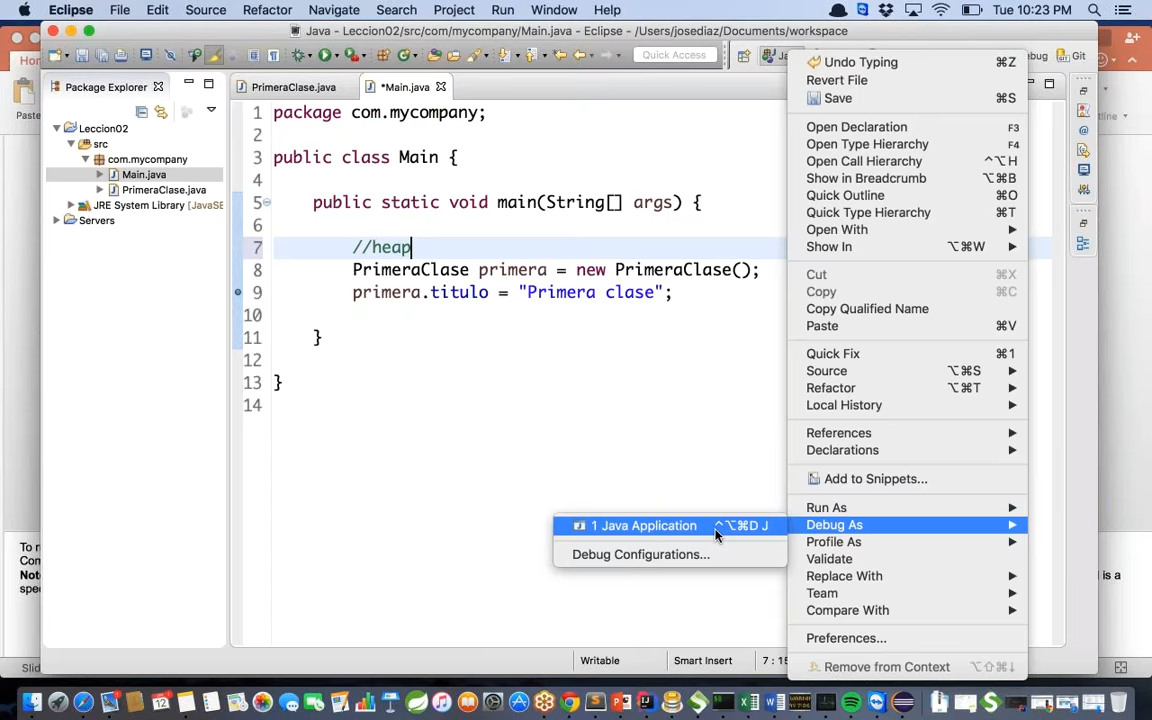 Eclipse File Edit Source Refactor Navigate Search Project Run Window Help Tue 10:23 PM
Java - Leccion02/src/com/mycompany/Main.java - Eclipse - /Users/josediaz/Documents/workspace
Quick Access
Git
Paste
Package Explorer
Leccion02
src
com.mycompany
Main.java
PrimeraClase.java
JRE System Library [JavaSE
Servers
PrimeraClase.java *Main.java
1 package com.mycompany;
2
3 public class Main {
4
5 public static void main(String[] args) {
6
7 //heap
8 PrimeraClase primera = new PrimeraClase();
9 primera.titulo = "Primera clase";
10
11 }
12
13 }
14
Undo Typing ⌘Z
Revert File
Save ⌘S
Open Declaration F3
Open Type Hierarchy F4
Open Call Hierarchy ^⌥H
Show in Breadcrumb ⌥⌘B
Quick Outline ⌘O
Quick Type Hierarchy ⌘T
Open With
Show In ⌥⌘W
Cut ⌘X
Copy ⌘C
Copy Qualified Name
Paste ⌘V
Quick Fix ⌘1
Source ⌥⌘S
Refactor ⌥⌘T
Local History
References
Declarations
Add to Snippets...
Run As
Debug As
Profile As
Validate
Replace With
Team
Compare With
Preferences...
Remove from Context ⌥⇧⌘↓
1 Java Application ^⌥⌘D J
Debug Configurations...
Writable Smart Insert 7 : 15